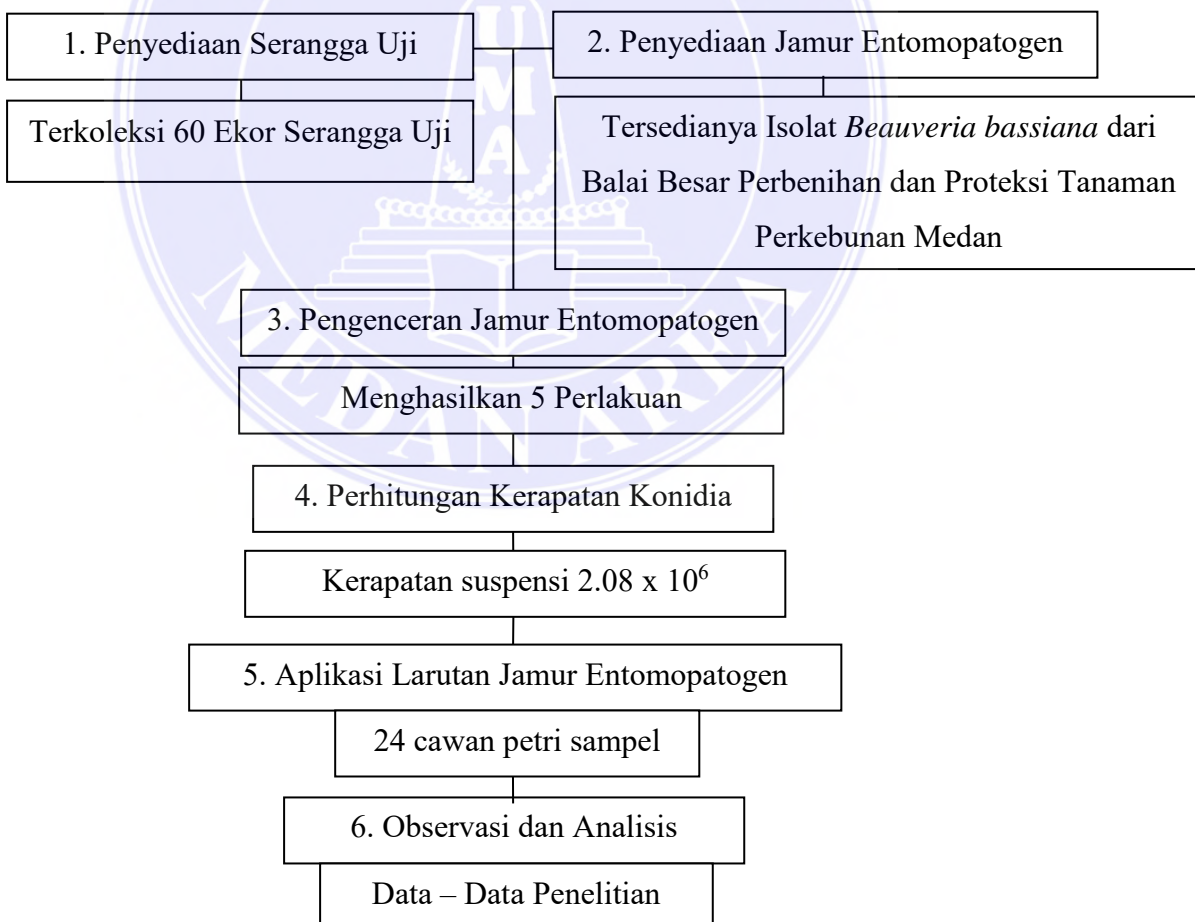 1. Penyediaan Serangga Uji
Terkoleksi 60 Ekor Serangga Uji
2. Penyediaan Jamur Entomopatogen
Tersedianya Isolat Beauveria bassiana dari
Balai Besar Perbenihan dan Proteksi Tanaman
Perkebunan Medan
3. Pengenceran Jamur Entomopatogen
Menghasilkan 5 Perlakuan
4. Perhitungan Kerapatan Konidia
Kerapatan suspensi 2.08 x 10⁶
5. Aplikasi Larutan Jamur Entomopatogen
24 cawan petri sampel
6. Observasi dan Analisis
Data – Data Penelitian
UMA
MEDAN AREA